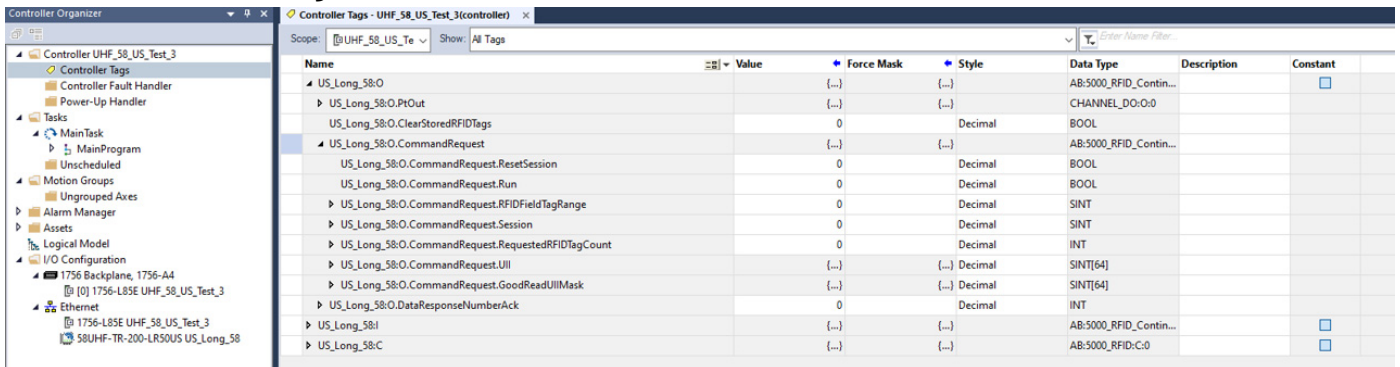 Controller Organizer
Controller UHF_58_US_Test_3
Controller Tags
Controller Fault Handler
Power-Up Handler
Tasks
MainTask
MainProgram
Unscheduled
Motion Groups
Ungrouped Axes
Alarm Manager
Assets
Logical Model
I/O Configuration
1756 Backplane, 1756-A4
[0] 1756-L85E UHF_58_US_Test_3
Ethernet
1756-L85E UHF_58_US_Test_3
58UHF-TR-200-LR50US US_Long_58
Controller Tags - UHF_58_US_Test_3(controller)
Scope: UHF_58_US_Te Show: All Tags Enter Name Filter...
Name Value Force Mask Style Data Type Description Constant
US_Long_58:O {...} {...} AB:5000_RFID_Contin...
US_Long_58:O.PtOut {...} {...} CHANNEL_DO:O:0
US_Long_58:O.ClearStoredRFIDTags 0 Decimal BOOL
US_Long_58:O.CommandRequest {...} {...} AB:5000_RFID_Contin...
US_Long_58:O.CommandRequest.ResetSession 0 Decimal BOOL
US_Long_58:O.CommandRequest.Run 0 Decimal BOOL
US_Long_58:O.CommandRequest.RFIDFieldTagRange 0 Decimal SINT
US_Long_58:O.CommandRequest.Session 0 Decimal SINT
US_Long_58:O.CommandRequest.RequestedRFIDTagCount 0 Decimal INT
US_Long_58:O.CommandRequest.UII {...} {...} Decimal SINT[64]
US_Long_58:O.CommandRequest.GoodReadUIIMask {...} {...} Decimal SINT[64]
US_Long_58:O.DataResponseNumberAck 0 Decimal INT
US_Long_58:I {...} {...} AB:5000_RFID_Contin...
US_Long_58:C {...} {...} AB:5000_RFID:C:0